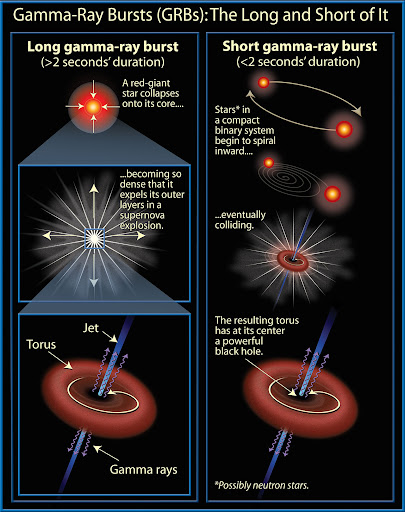 Gamma-Ray Bursts (GRBs): The Long and Short of It
Long gamma-ray burst
(>2 seconds’ duration)
A red-giant
star collapses
onto its core....
...becoming so
dense that it
expels its outer
layers in a
supernova
explosion.
Jet
Torus
Gamma rays
Short gamma-ray burst
(<2 seconds’ duration)
Stars* in
a compact
binary system
begin to spiral
inward....
...eventually
colliding.
The resulting torus
has at its center
a powerful
black hole.
*Possibly neutron stars.